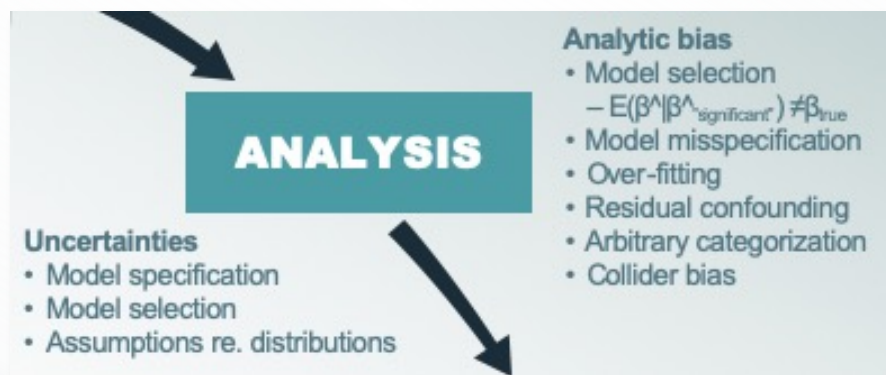 ANALYSIS
Uncertainties
• Model specification
• Model selection
• Assumptions re. distributions
Analytic bias
• Model selection
– E(β^|β^"significant") ≠βtrue
• Model misspecification
• Over-fitting
• Residual confounding
• Arbitrary categorization
• Collider bias